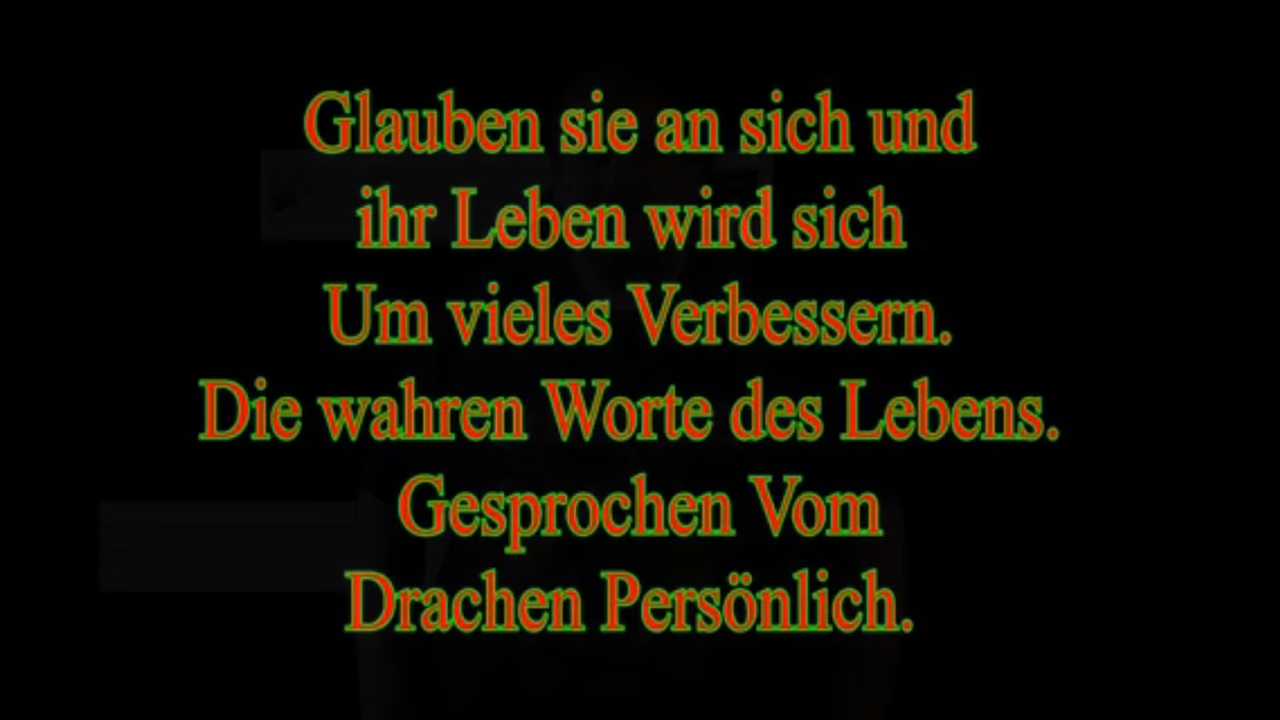 Glauben sie an sich und
ihr Leben wird sich
Um vieles Verbessern.
Die wahren Worte des Lebens.
Gesprochen Vom
Drachen Persönlich.